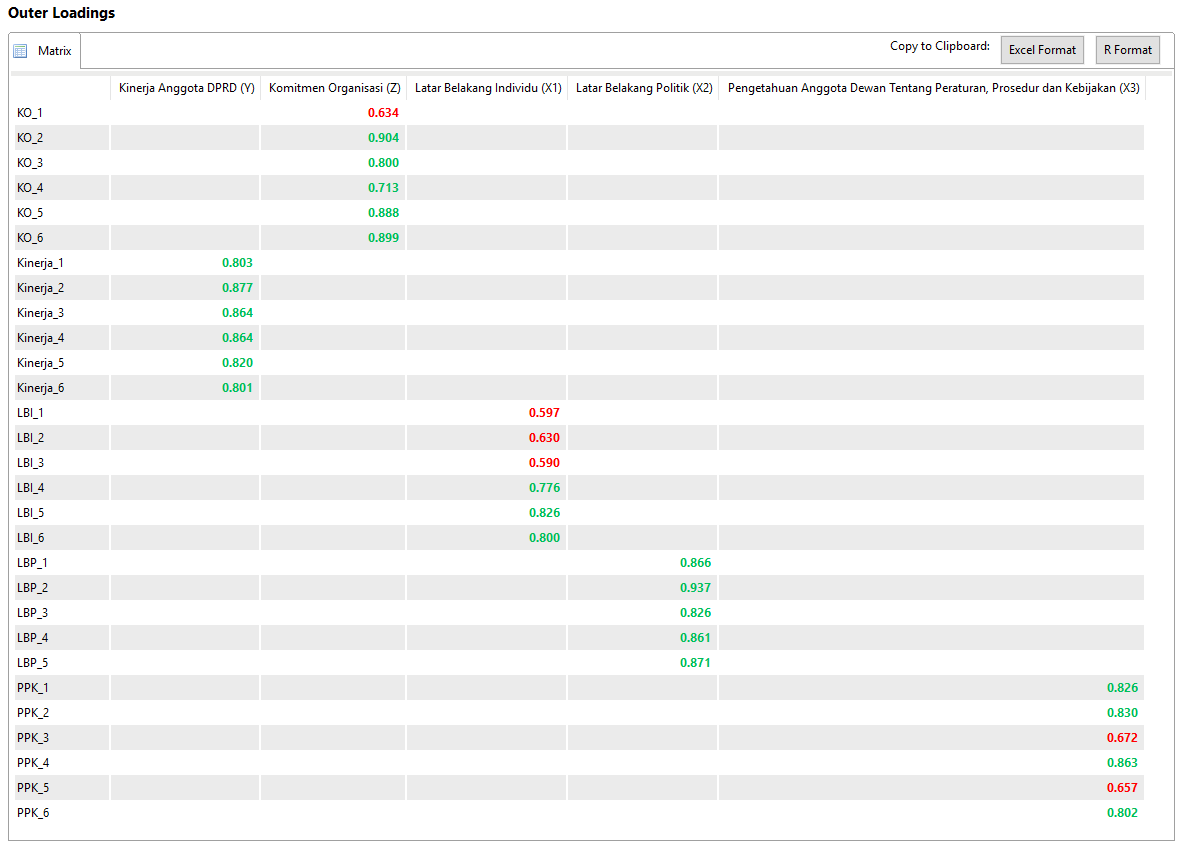 Outer Loadings
Matrix
Copy to Clipboard: Excel Format R Format
Kinerja Anggota DPRD (Y) Komitmen Organisasi (Z) Latar Belakang Individu (X1) Latar Belakang Politik (X2) Pengetahuan Anggota Dewan Tentang Peraturan, Prosedur dan Kebijakan (X3)
KO_1 0.634
KO_2 0.904
KO_3 0.800
KO_4 0.713
KO_5 0.888
KO_6 0.899
Kinerja_1 0.803
Kinerja_2 0.877
Kinerja_3 0.864
Kinerja_4 0.864
Kinerja_5 0.820
Kinerja_6 0.801
LBI_1 0.597
LBI_2 0.630
LBI_3 0.590
LBI_4 0.776
LBI_5 0.826
LBI_6 0.800
LBP_1 0.866
LBP_2 0.937
LBP_3 0.826
LBP_4 0.861
LBP_5 0.871
PPK_1 0.826
PPK_2 0.830
PPK_3 0.672
PPK_4 0.863
PPK_5 0.657
PPK_6 0.802